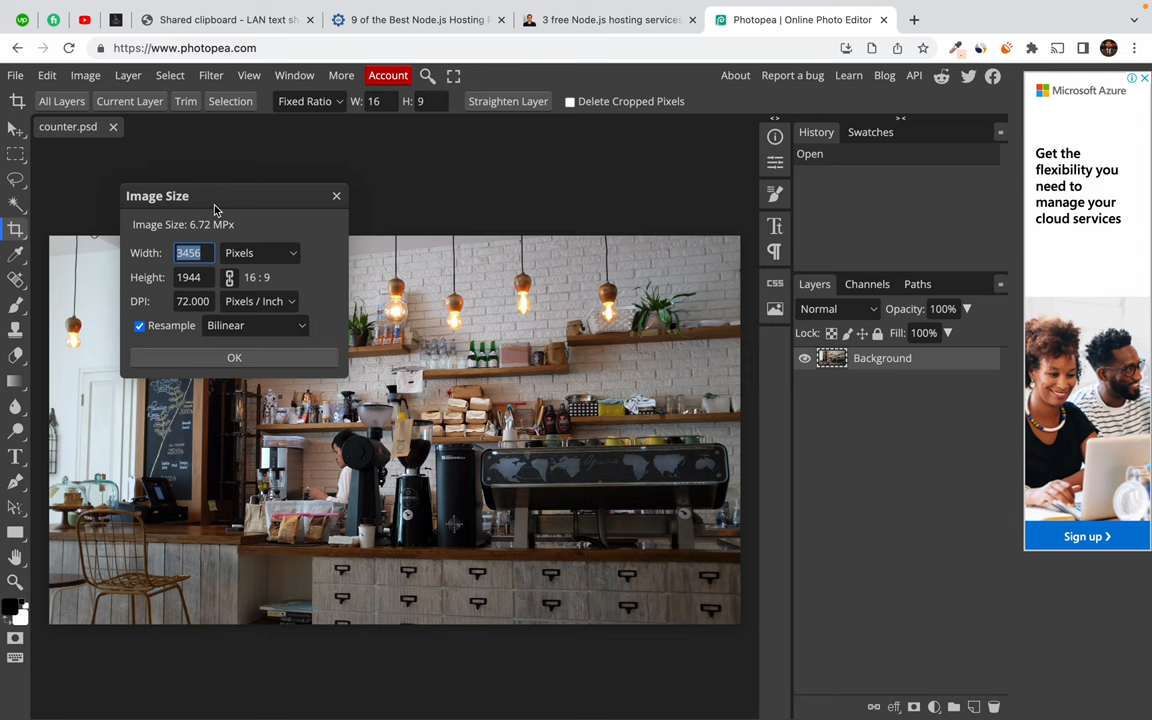 Shared clipboard - LAN text sh
9 of the Best Node.js Hosting P
3 free Node.js hosting services
Photopea | Online Photo Editor
https://www.photopea.com
File Edit Image Layer Select Filter View Window More Account About Report a bug Learn Blog API
All Layers Current Layer Trim Selection Fixed Ratio W: 16 H: 9 Straighten Layer Delete Cropped Pixels
counter.psd
Image Size
Image Size: 6.72 MPx
Width: 3456 Pixels
Height: 1944 16 : 9
DPI: 72.000 Pixels / Inch
Resample Bilinear
OK
History Swatches
Open
CSS
Layers Channels Paths
Normal Opacity: 100%
Lock: Fill: 100%
Background
eff
Microsoft Azure
Get the
flexibility you
need to
manage your
cloud services
Sign up ❯